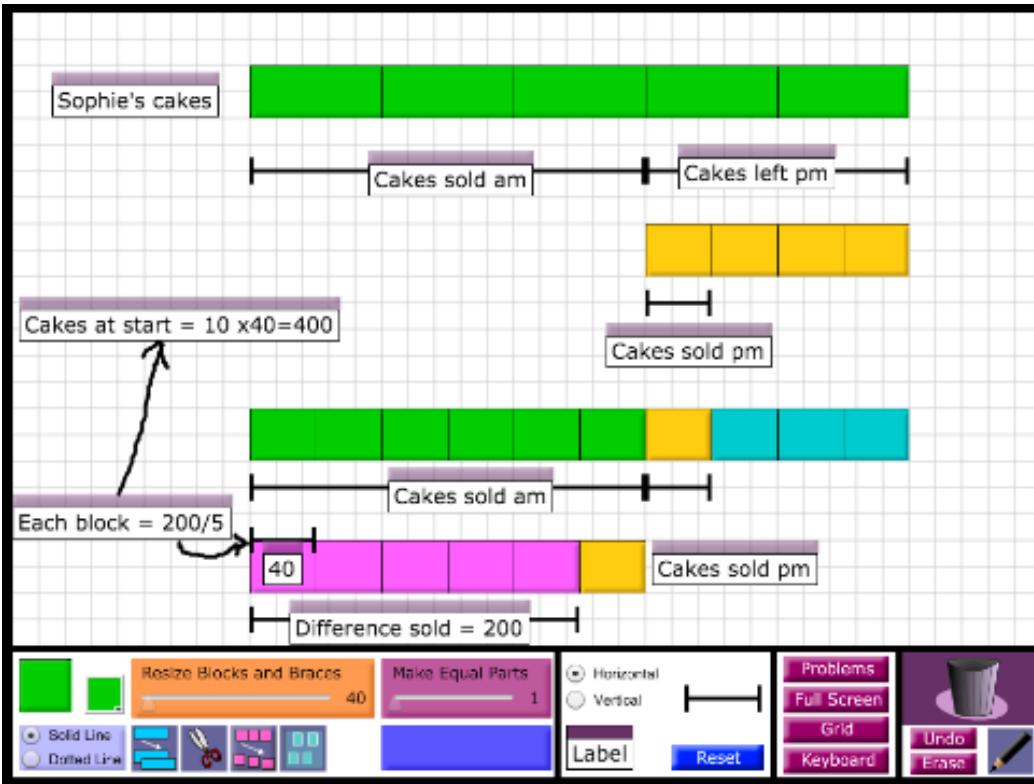 Sophie's cakes
Cakes sold am
Cakes left pm
Cakes at start = 10 x40=400
Cakes sold pm
Cakes sold am
Each block = 200/5
40
Cakes sold pm
Difference sold = 200
Resize Blocks and Braces
40
Make Equal Parts
1
Solid Line
Dotted Line
Horizontal
Vertical
Label
Reset
Problems
Full Screen
Grid
Keyboard
Undo
Erase